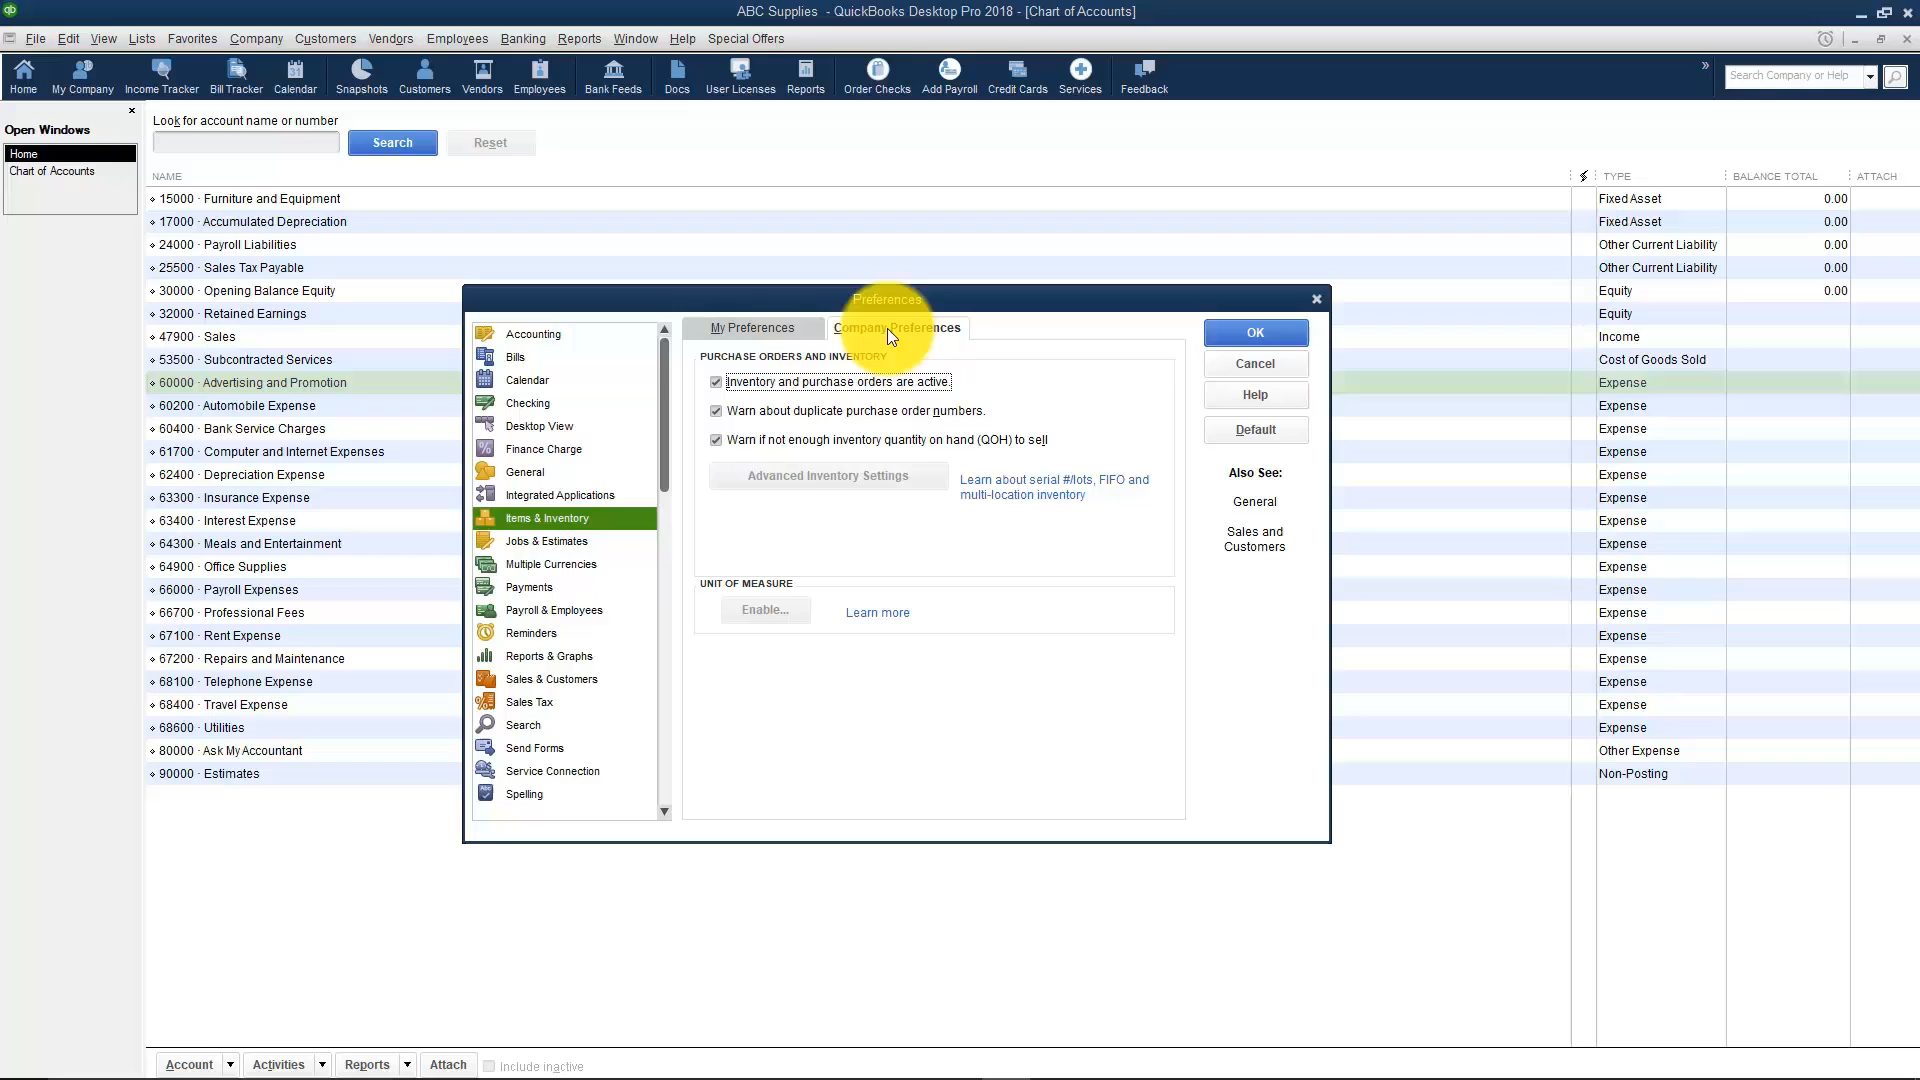 ABC Supplies - QuickBooks Desktop Pro 2018 - [Chart of Accounts]
File Edit View Lists Favorites Company Customers Vendors Employees Banking Reports Window Help Special Offers
Home My Company Income Tracker Bill Tracker Calendar Snapshots Customers Vendors Employees Bank Feeds Docs User Licenses Reports Order Checks Add Payroll Credit Cards Services Feedback
Search Company or Help
Open Windows
Home
Chart of Accounts
Look for account name or number
Search Reset
NAME TYPE BALANCE TOTAL ATTACH
15000 · Furniture and Equipment Fixed Asset 0.00
17000 · Accumulated Depreciation Fixed Asset 0.00
24000 · Payroll Liabilities Other Current Liability 0.00
25500 · Sales Tax Payable Other Current Liability 0.00
30000 · Opening Balance Equity Equity 0.00
32000 · Retained Earnings Equity
47900 · Sales Income
53500 · Subcontracted Services Cost of Goods Sold
60000 · Advertising and Promotion Expense
60200 · Automobile Expense Expense
60400 · Bank Service Charges Expense
61700 · Computer and Internet Expenses Expense
62400 · Depreciation Expense Expense
63300 · Insurance Expense Expense
63400 · Interest Expense Expense
64300 · Meals and Entertainment Expense
64900 · Office Supplies Expense
66000 · Payroll Expenses Expense
66700 · Professional Fees Expense
67100 · Rent Expense Expense
67200 · Repairs and Maintenance Expense
68100 · Telephone Expense Expense
68400 · Travel Expense Expense
68600 · Utilities Expense
80000 · Ask My Accountant Other Expense
90000 · Estimates Non-Posting
Preferences
Accounting
Bills
Calendar
Checking
Desktop View
Finance Charge
General
Integrated Applications
Items & Inventory
Jobs & Estimates
Multiple Currencies
Payments
Payroll & Employees
Reminders
Reports & Graphs
Sales & Customers
Sales Tax
Search
Send Forms
Service Connection
Spelling
My Preferences Company Preferences
PURCHASE ORDERS AND INVENTORY
Inventory and purchase orders are active.
Warn about duplicate purchase order numbers.
Warn if not enough inventory quantity on hand (QOH) to sell
Advanced Inventory Settings
Learn about serial #/lots, FIFO and
multi-location inventory
UNIT OF MEASURE
Enable... Learn more
OK
Cancel
Help
Default
Also See:
General
Sales and
Customers
Account Activities Reports Attach Include inactive